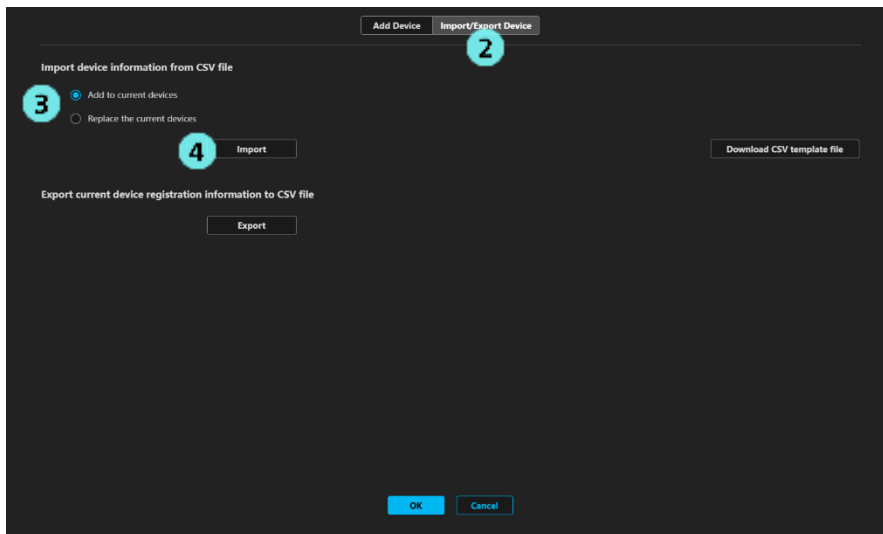 Add Device Import/Export Device
2
Import device information from CSV file
3
Add to current devices
Replace the current devices
4 Import Download CSV template file
Export current device registration information to CSV file
Export
OK Cancel